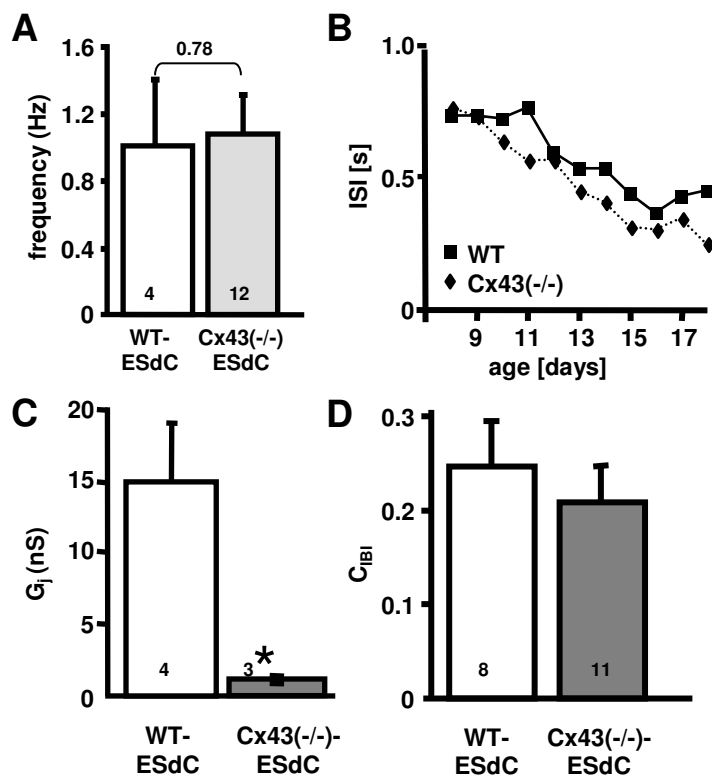 A
frequency (Hz)
1.6
1.2
0.8
0.4
0
0.78
4
12
WT-
ESdC
Cx43(-/-)
ESdC
B
ISI [s]
1.0
0.5
0
WT
Cx43(-/-)
9 11 13 15 17
age [days]
C
Gj (nS)
20
15
10
5
0
4
3
*
WT-
ESdC
Cx43(-/-)-
ESdC
D
CIBI
0.3
0.2
0.1
0
8
11
WT-
ESdC
Cx43(-/-)-
ESdC